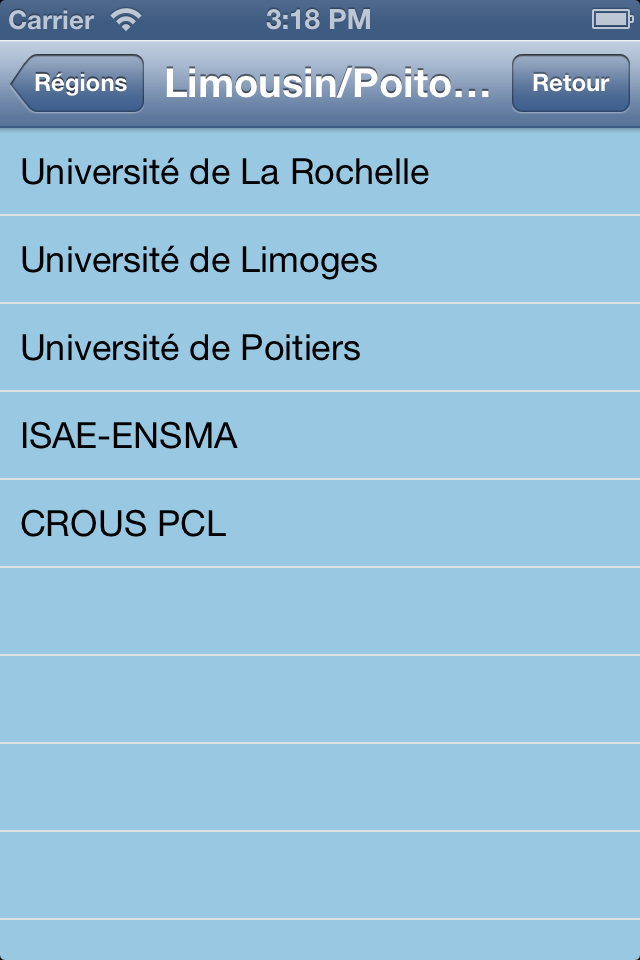 Carrier 3:18 PM
Régions Limousin/Poito... Retour
Université de La Rochelle
Université de Limoges
Université de Poitiers
ISAE-ENSMA
CROUS PCL